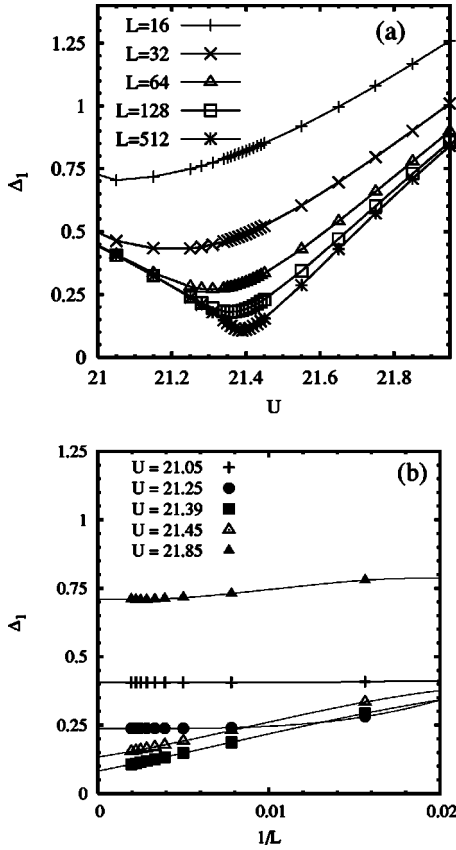 (a)
L=16
L=32
L=64
L=128
L=512
1.25
1
0.75
0.5
0.25
0
Δ₁
21
21.2
21.4
21.6
21.8
U
(b)
U = 21.05
U = 21.25
U = 21.39
U = 21.45
U = 21.85
1.25
1
0.75
0.5
0.25
0
Δ₁
0
0.01
0.02
1/L